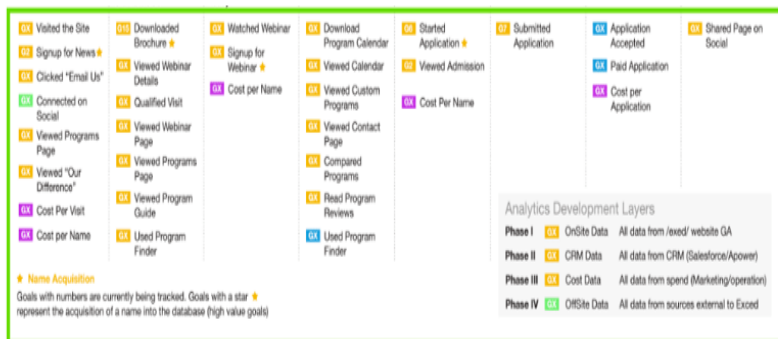 GX Visited the Site
G2 Signup for News
GX Clicked "Email Us"
GX Connected on
Social
GX Viewed Programs
Page
GX Viewed "Our
Difference"
GX Cost Per Visit
GX Cost per Name
G15 Downloaded
Brochure
GX Viewed Webinar
Details
GX Qualified Visit
GX Viewed Webinar
Page
GX Viewed Programs
Page
GX Viewed Program
Guide
GX Used Program
Finder
GX Watched Webinar
GX Signup for
Webinar
GX Cost per Name
GX Download
Program Calendar
GX Viewed Calendar
GX Viewed Custom
Programs
GX Viewed Contact
Page
GX Compared
Programs
GX Read Program
Reviews
GX Used Program
Finder
Started
Application
Viewed Admission
GX Cost Per Name
Submitted
Application
GX Application
Accepted
GX Paid Application
GX Cost per
Application
GX Shared Page on
Social
Name Acquisition
Goals with numbers are currently being tracked. Goals with a star
represent the acquisition of a name into the database (high value goals)
Analytics Development Layers
Phase I GX OnSite Data All data from /exed/ website GA
Phase II GX CRM Data All data from CRM (Salesforce/Apower)
Phase III GX Cost Data All data from spend (Marketing/operation)
Phase IV GX OffSite Data All data from sources external to Exced